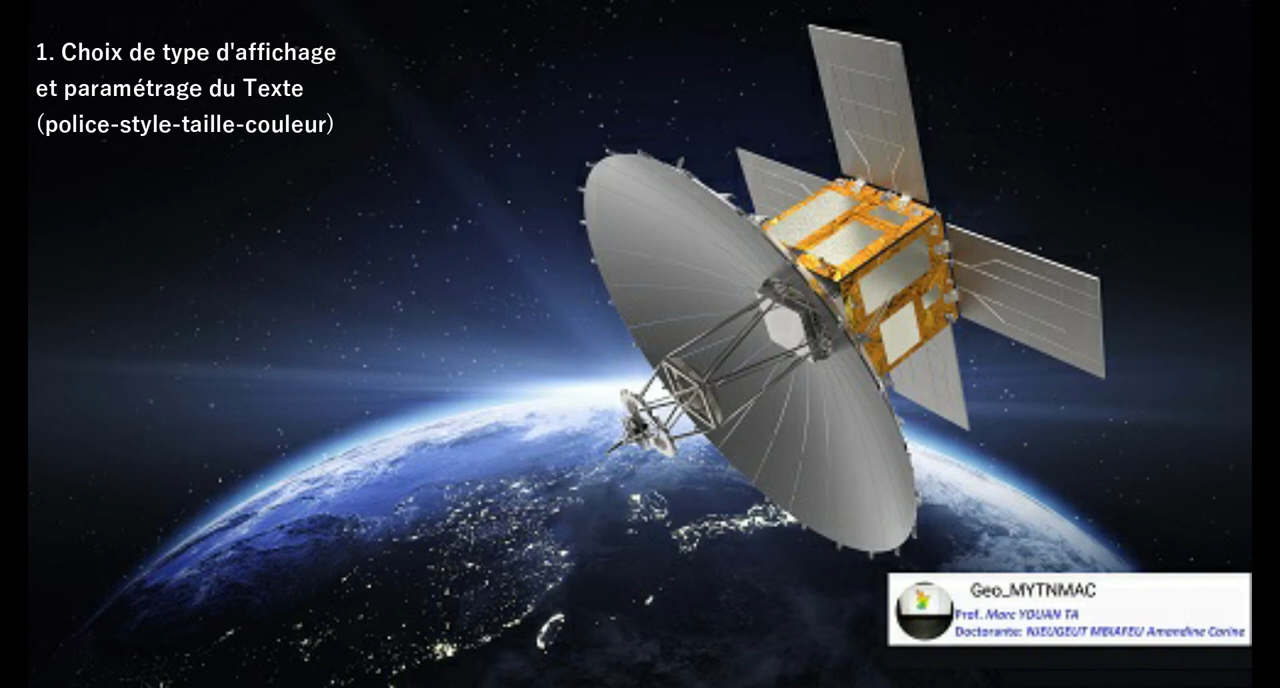 1. Choix de type d'affichage
et paramétrage du Texte
(police-style-taille-couleur)
Geo_MYTNMAC
Prof. Marc YOUAN TA
Doctorante: NJEUGEUT MBIAFEU Amandine Carine